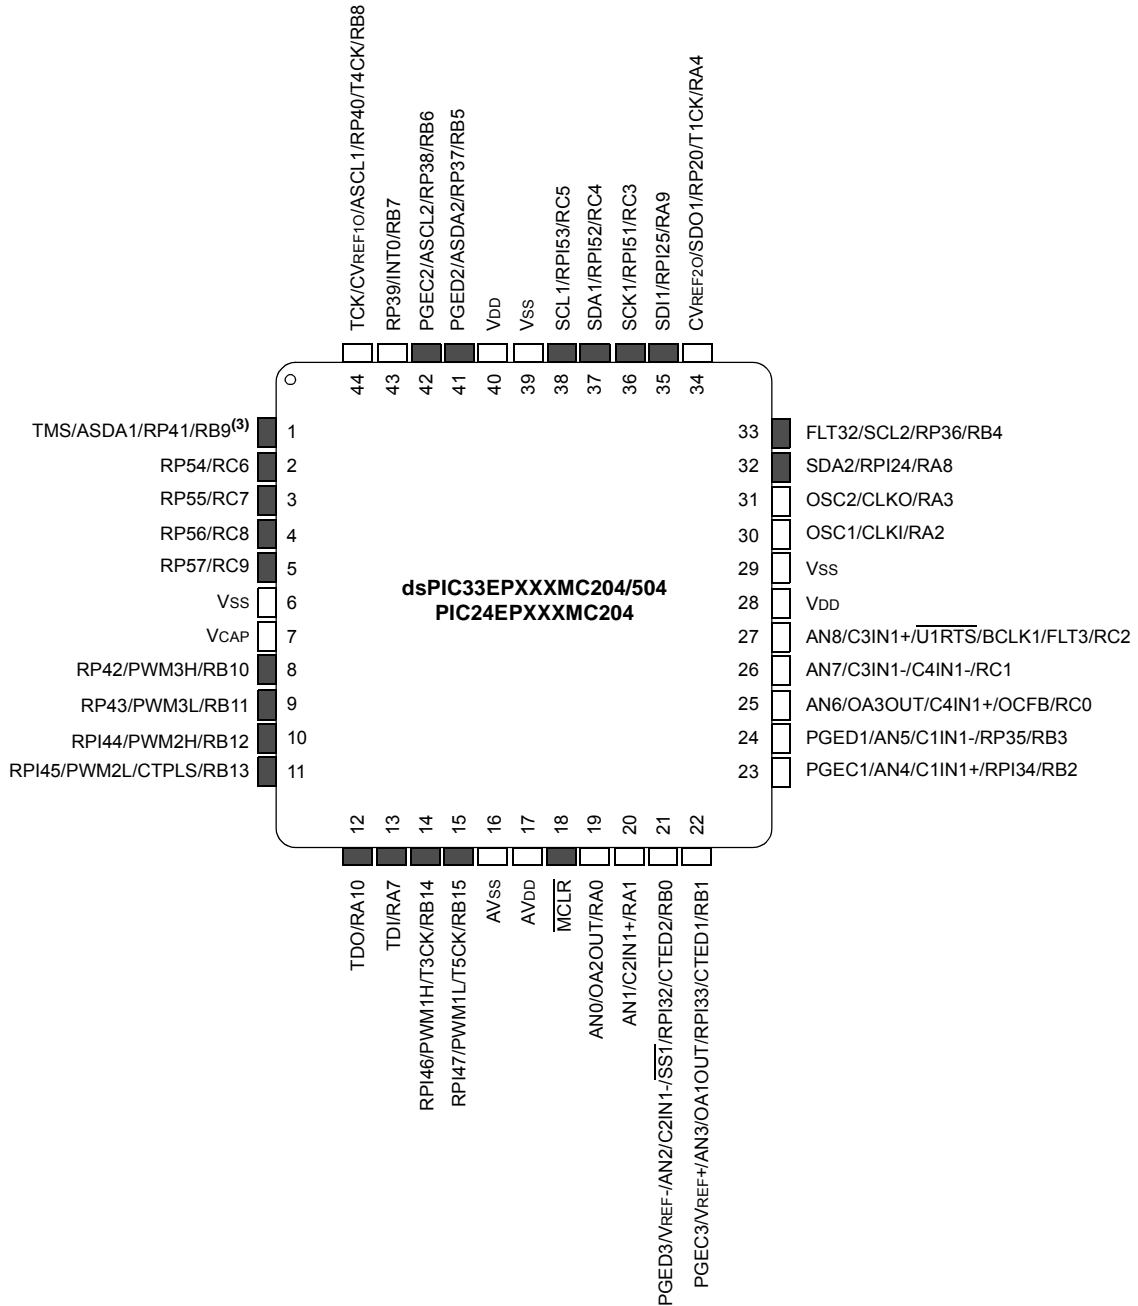 TCK/CVREF1O/ASCL1/RP40/T4CK/RB8
RP39/INT0/RB7
PGEC2/ASCL2/RP38/RB6
PGED2/ASDA2/RP37/RB5
VDD
VSS
SCL1/RPI53/RC5
SDA1/RPI52/RC4
SCK1/RPI51/RC3
SDI1/RPI25/RA9
CVREF2O/SDO1/RP20/T1CK/RA4
44 43 42 41 40 39 38 37 36 35 34
TMS/ASDA1/RP41/RB9(3) 1
RP54/RC6 2
RP55/RC7 3
RP56/RC8 4
RP57/RC9 5
VSS 6
VCAP 7
RP42/PWM3H/RB10 8
RP43/PWM3L/RB11 9
RPI44/PWM2H/RB12 10
RPI45/PWM2L/CTPLS/RB13 11
dsPIC33EPXXXMC204/504
PIC24EPXXXMC204
33 FLT32/SCL2/RP36/RB4
32 SDA2/RPI24/RA8
31 OSC2/CLKO/RA3
30 OSC1/CLKI/RA2
29 VSS
28 VDD
27 AN8/C3IN1+/U1RTS/BCLK1/FLT3/RC2
26 AN7/C3IN1-/C4IN1-/RC1
25 AN6/OA3OUT/C4IN1+/OCFB/RC0
24 PGED1/AN5/C1IN1-/RP35/RB3
23 PGEC1/AN4/C1IN1+/RPI34/RB2
12 13 14 15 16 17 18 19 20 21 22
TDO/RA10
TDI/RA7
RPI46/PWM1H/T3CK/RB14
RPI47/PWM1L/T5CK/RB15
AVSS
AVDD
MCLR
AN0/OA2OUT/RA0
AN1/C2IN1+/RA1
PGED3/VREF-/AN2/C2IN1-/SS1/RPI32/CTED2/RB0
PGEC3/VREF+/AN3/OA1OUT/RPI33/CTED1/RB1